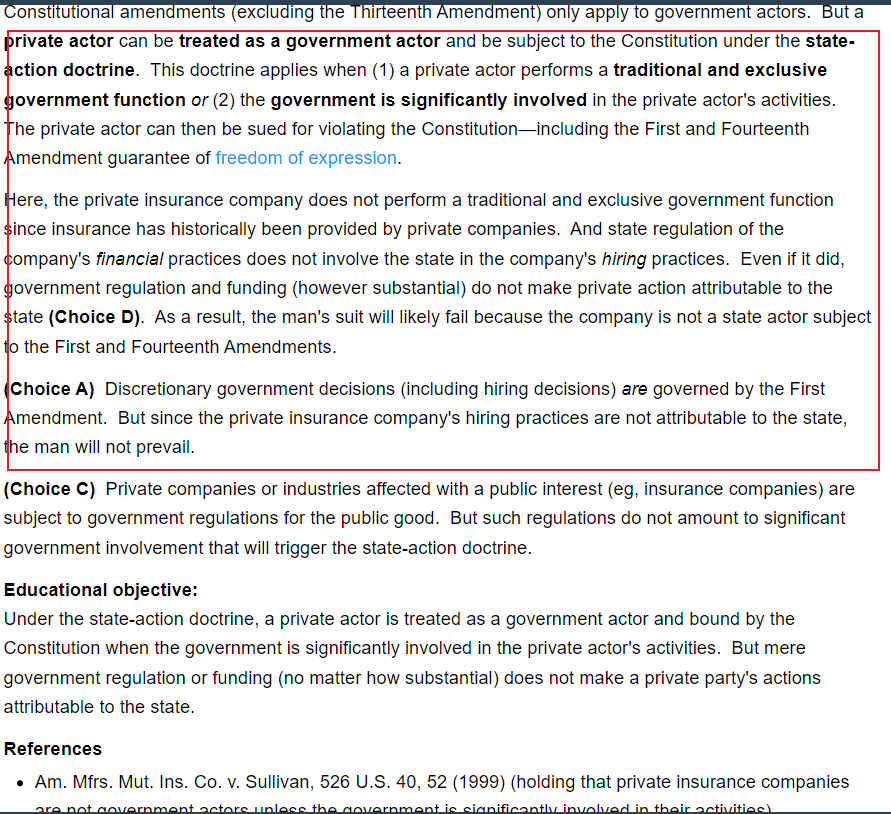 Constitutional amendments (excluding the Thirteenth Amendment) only apply to government actors.  But a
private actor can be treated as a government actor and be subject to the Constitution under the state-
action doctrine.  This doctrine applies when (1) a private actor performs a traditional and exclusive
government function or (2) the government is significantly involved in the private actor's activities.
The private actor can then be sued for violating the Constitution—including the First and Fourteenth
Amendment guarantee of freedom of expression.
Here, the private insurance company does not perform a traditional and exclusive government function
since insurance has historically been provided by private companies.  And state regulation of the
company's financial practices does not involve the state in the company's hiring practices.  Even if it did,
government regulation and funding (however substantial) do not make private action attributable to the
state (Choice D).  As a result, the man's suit will likely fail because the company is not a state actor subject
to the First and Fourteenth Amendments.
(Choice A)  Discretionary government decisions (including hiring decisions) are governed by the First
Amendment.  But since the private insurance company's hiring practices are not attributable to the state,
the man will not prevail.
(Choice C)  Private companies or industries affected with a public interest (eg, insurance companies) are
subject to government regulations for the public good.  But such regulations do not amount to significant
government involvement that will trigger the state-action doctrine.
Educational objective:
Under the state-action doctrine, a private actor is treated as a government actor and bound by the
Constitution when the government is significantly involved in the private actor's activities.  But mere
government regulation or funding (no matter how substantial) does not make a private party's actions
attributable to the state.
References
• Am. Mfrs. Mut. Ins. Co. v. Sullivan, 526 U.S. 40, 52 (1999) (holding that private insurance companies
are not government actors unless the government is significantly involved in their activities)